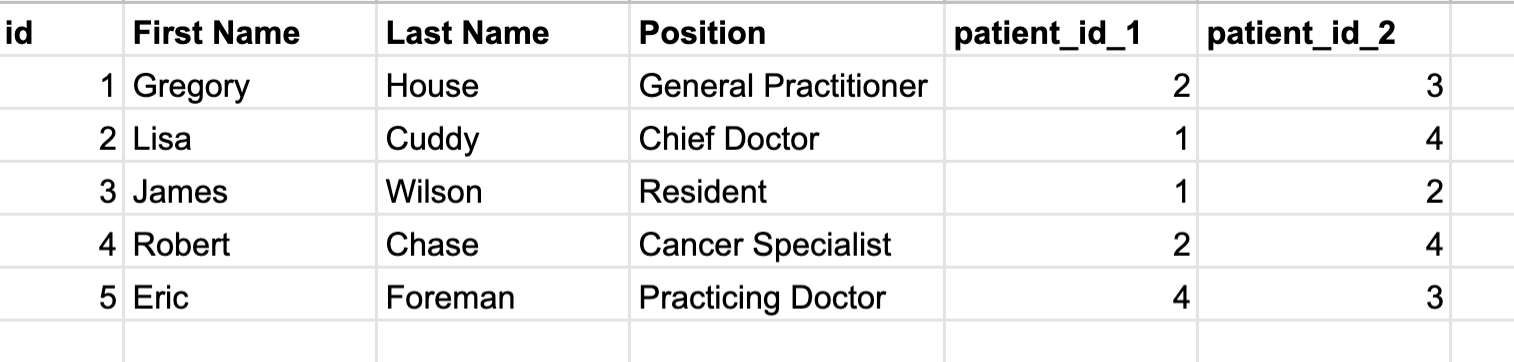 id First Name Last Name Position patient_id_1 patient_id_2
1 Gregory House General Practitioner 2 3
2 Lisa Cuddy Chief Doctor 1 4
3 James Wilson Resident 1 2
4 Robert Chase Cancer Specialist 2 4
5 Eric Foreman Practicing Doctor 4 3